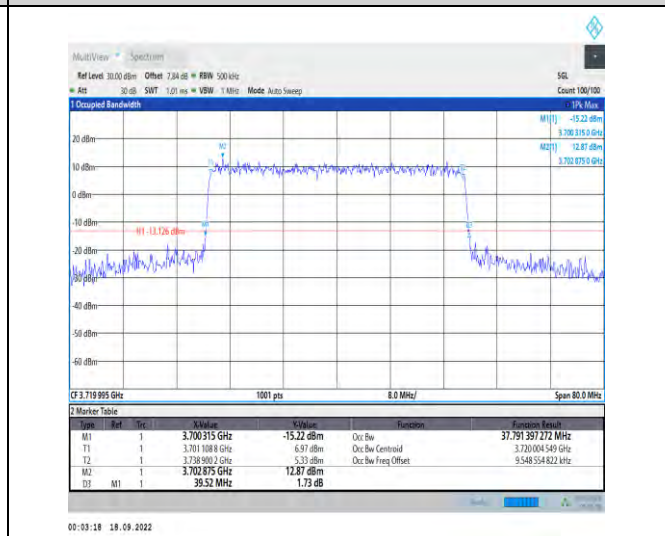 MultiView Spectrum
Ref Level 30.00 dBm Offset 7.84 dB RBW 500 kHz SGL
Att 30 dB SWT 1.01 ms VBW 1 MHz Mode Auto Sweep Count 100/100
1 Occupied Bandwidth 1Pk Max
M1[1] -15.22 dBm
3.700 315 0 GHz
20 dBm
M2[1] 12.87 dBm
3.702 875 0 GHz
M2
10 dBm
0 dBm
-10 dBm
H1 -13.126 dBm
-20 dBm
-30 dBm
-40 dBm
-50 dBm
-60 dBm
CF 3.719 995 GHz 1001 pts 8.0 MHz/ Span 80.0 MHz
2 Marker Table
Type Ref Trc X-Value Y-Value Function Function Result
M1 1 3.700315 GHz -15.22 dBm Occ Bw 37.791 397 272 MHz
T1 1 3.701 108 8 GHz 6.97 dBm Occ Bw Centroid 3.720 004 549 GHz
T2 1 3.738 900 2 GHz 5.33 dBm Occ Bw Freq Offset 9.548 554 822 kHz
M2 1 3.702875 GHz 12.87 dBm
D3 M1 1 39.52 MHz 1.73 dB
00:03:18 18.09.2022